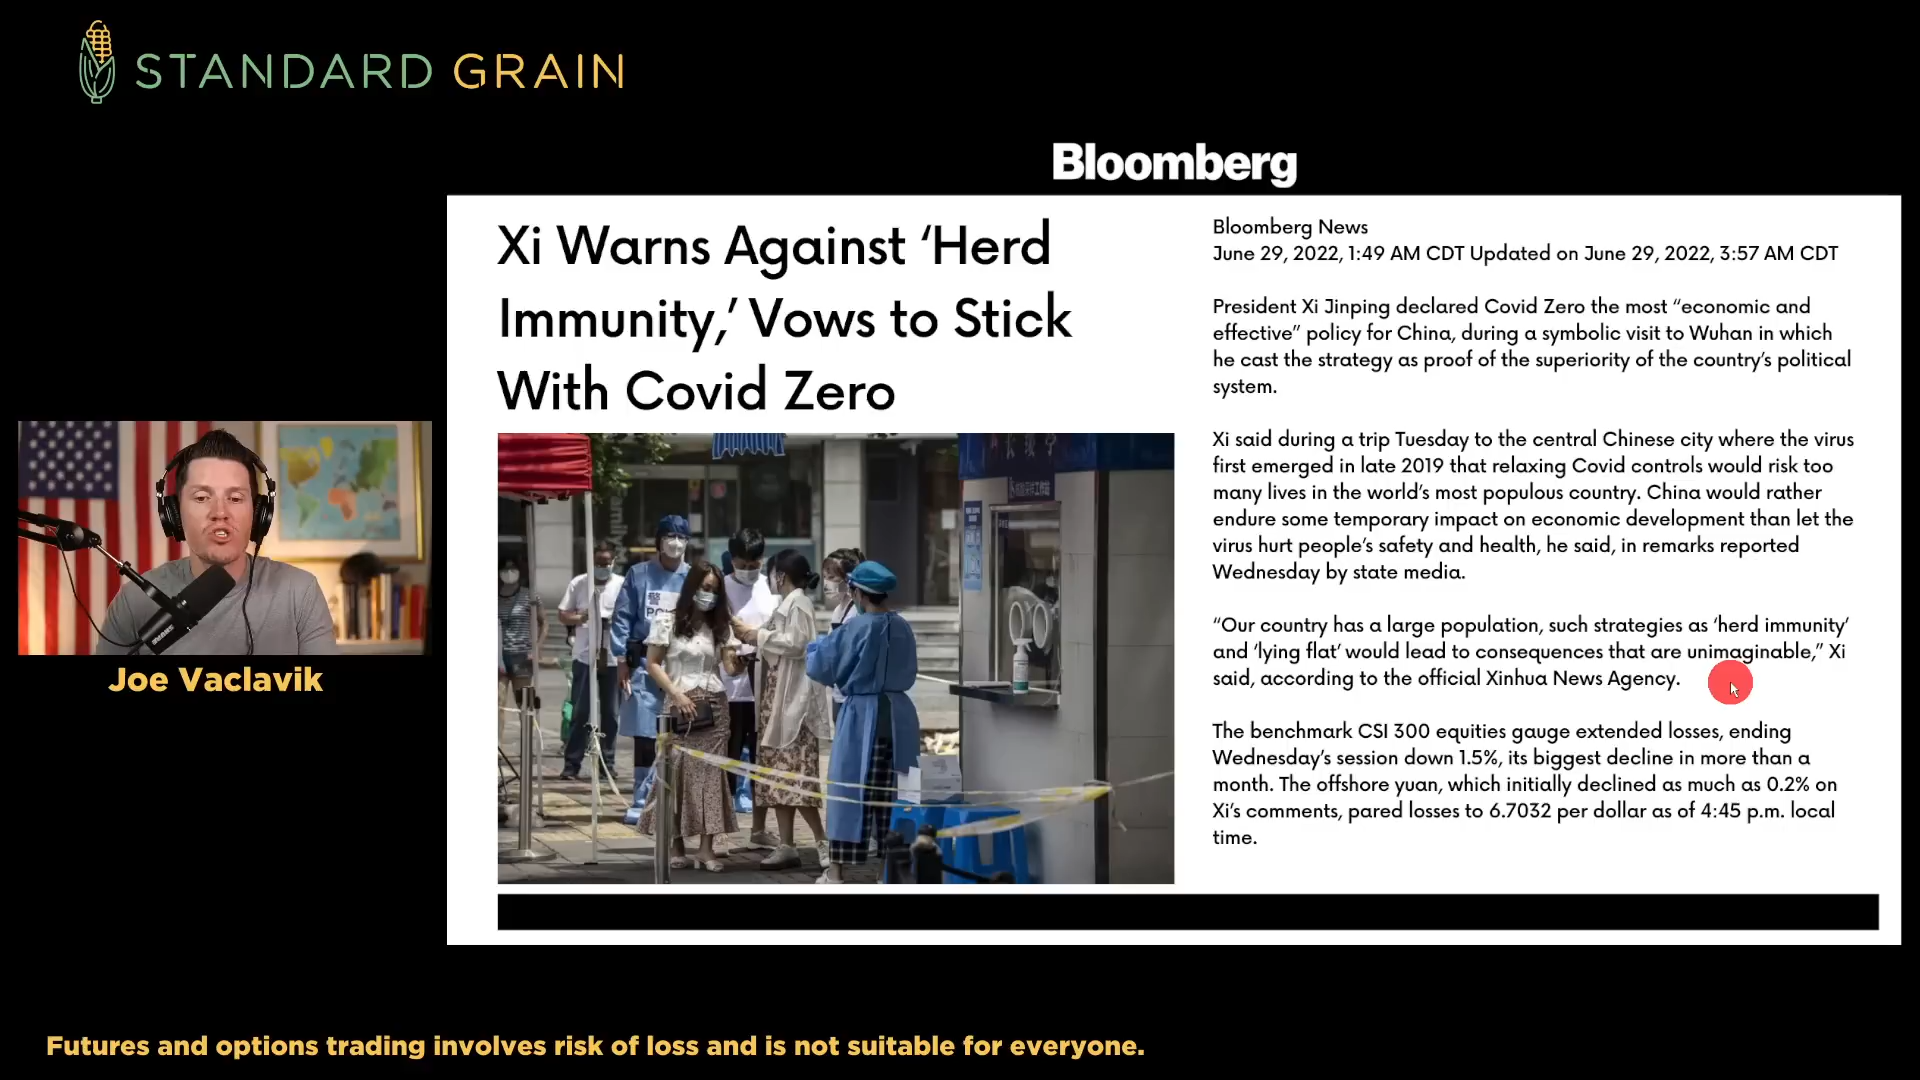 STANDARD GRAIN
Bloomberg
Xi Warns Against ‘Herd
Immunity,’ Vows to Stick
With Covid Zero
Bloomberg News
June 29, 2022, 1:49 AM CDT Updated on June 29, 2022, 3:57 AM CDT
President Xi Jinping declared Covid Zero the most “economic and
effective” policy for China, during a symbolic visit to Wuhan in which
he cast the strategy as proof of the superiority of the country’s political
system.
Xi said during a trip Tuesday to the central Chinese city where the virus
first emerged in late 2019 that relaxing Covid controls would risk too
many lives in the world’s most populous country. China would rather
endure some temporary impact on economic development than let the
virus hurt people’s safety and health, he said, in remarks reported
Wednesday by state media.
“Our country has a large population, such strategies as ‘herd immunity’
and ‘lying flat’ would lead to consequences that are unimaginable,” Xi
said, according to the official Xinhua News Agency.
The benchmark CSI 300 equities gauge extended losses, ending
Wednesday’s session down 1.5%, its biggest decline in more than a
month. The offshore yuan, which initially declined as much as 0.2% on
Xi’s comments, pared losses to 6.7032 per dollar as of 4:45 p.m. local
time.
Joe Vaclavik
Futures and options trading involves risk of loss and is not suitable for everyone.